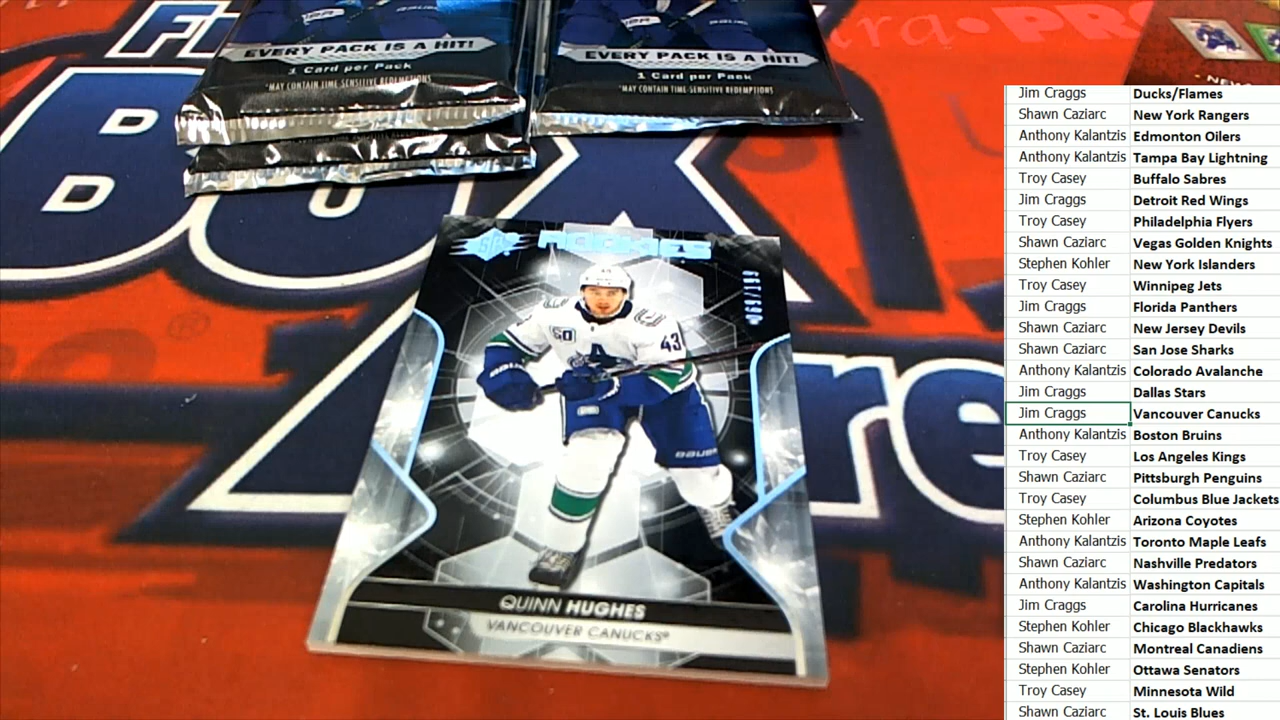 EVERY PACK IS A HIT!
1 Card per Pack
*MAY CONTAIN TIME-SENSITIVE REDEMPTIONS
EVERY PACK IS A HIT!
1 Card per Pack
*MAY CONTAIN TIME-SENSITIVE REDEMPTIONS
SPX ROOKIES
069/199
50
43
BAUER
QUINN HUGHES
VANCOUVER CANUCKS®
Jim Craggs Ducks/Flames
Shawn Caziarc New York Rangers
Anthony Kalantzis Edmonton Oilers
Anthony Kalantzis Tampa Bay Lightning
Troy Casey Buffalo Sabres
Jim Craggs Detroit Red Wings
Troy Casey Philadelphia Flyers
Shawn Caziarc Vegas Golden Knights
Stephen Kohler New York Islanders
Troy Casey Winnipeg Jets
Jim Craggs Florida Panthers
Shawn Caziarc New Jersey Devils
Shawn Caziarc San Jose Sharks
Anthony Kalantzis Colorado Avalanche
Jim Craggs Dallas Stars
Jim Craggs Vancouver Canucks
Anthony Kalantzis Boston Bruins
Troy Casey Los Angeles Kings
Shawn Caziarc Pittsburgh Penguins
Troy Casey Columbus Blue Jackets
Stephen Kohler Arizona Coyotes
Anthony Kalantzis Toronto Maple Leafs
Shawn Caziarc Nashville Predators
Anthony Kalantzis Washington Capitals
Jim Craggs Carolina Hurricanes
Stephen Kohler Chicago Blackhawks
Shawn Caziarc Montreal Canadiens
Stephen Kohler Ottawa Senators
Troy Casey Minnesota Wild
Shawn Caziarc St. Louis Blues